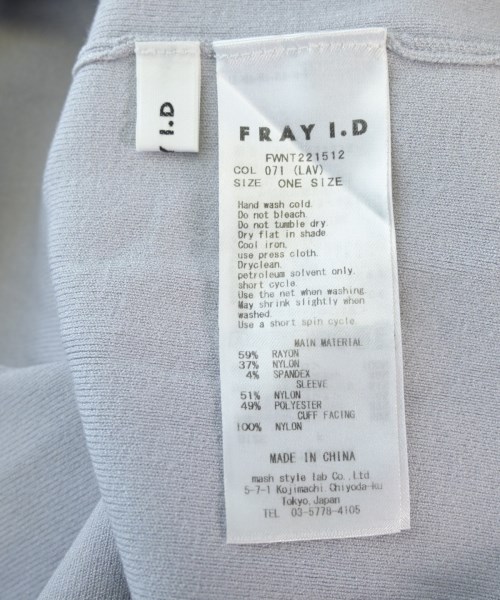 Y I.D
FRAY I.D
FWNT221512
COL 071 (LAV)
SIZE ONE SIZE
Hand wash cold.
Do not bleach.
Do not tumble dry.
Dry flat in shade.
Cool iron.
use press cloth.
Dryclean.
petroleum solvent only.
short cycle.
Use the net when washing.
May shrink slightly when
washed.
Use a short spin cycle.
MAIN MATERIAL
59% RAYON
37% NYLON
4% SPANDEX
SLEEVE
51% NYLON
49% POLYESTER
CUFF FACING
100% NYLON
MADE IN CHINA
mash style lab Co.,Ltd
5-7-1 Kojimachi Chiyoda-ku
Tokyo,Japan
TEL 03-5778-4105